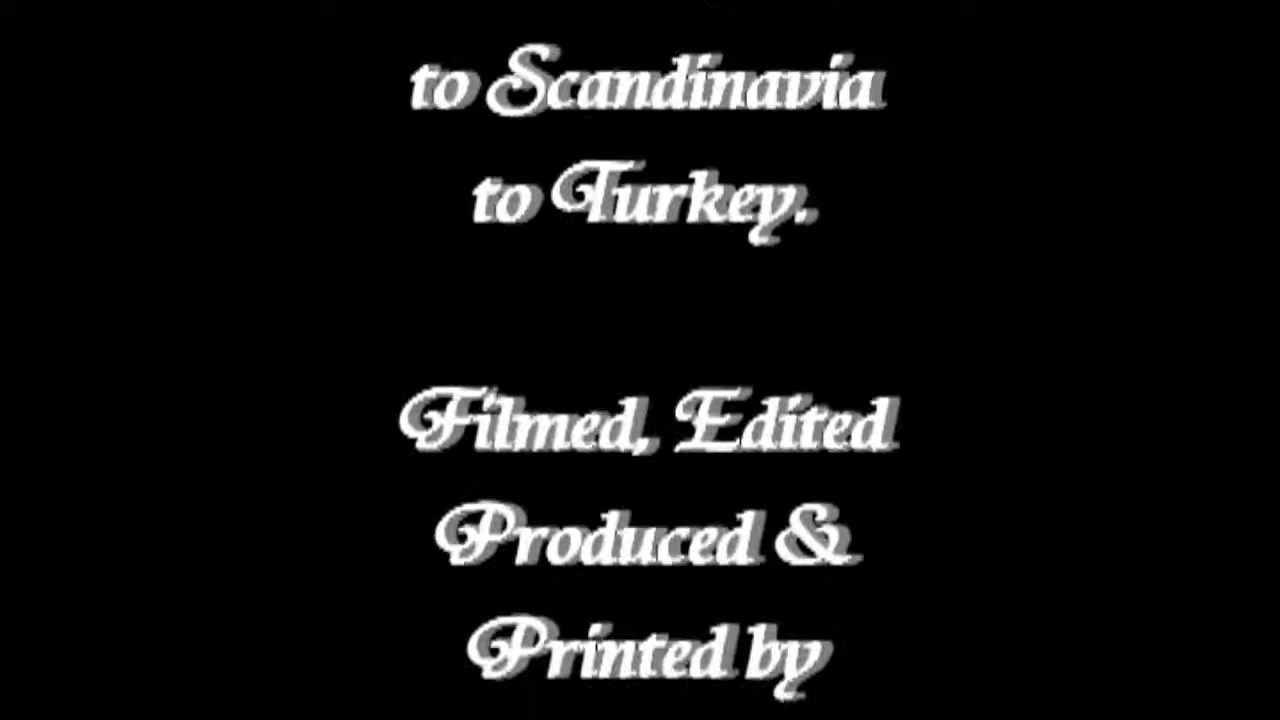 to Scandinavia
to Turkey.
Filmed, Edited
Produced &
Printed by